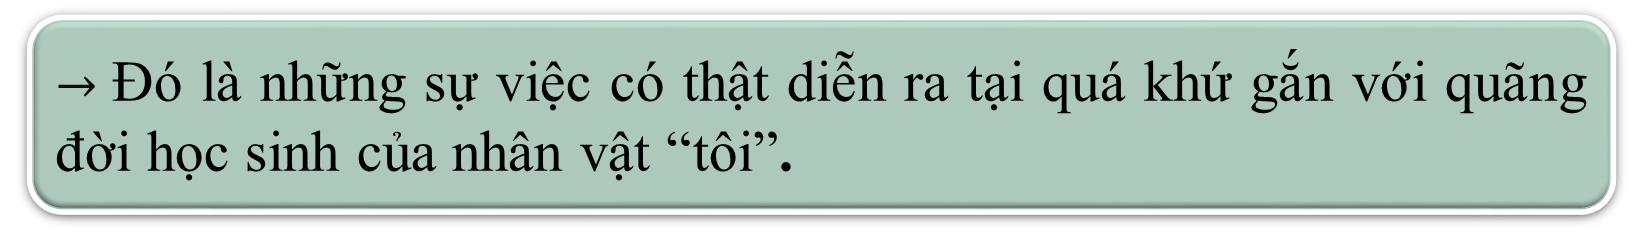 → Đó là những sự việc có thật diễn ra tại quá khứ gắn với quãng
đời học sinh của nhân vật “tôi”.